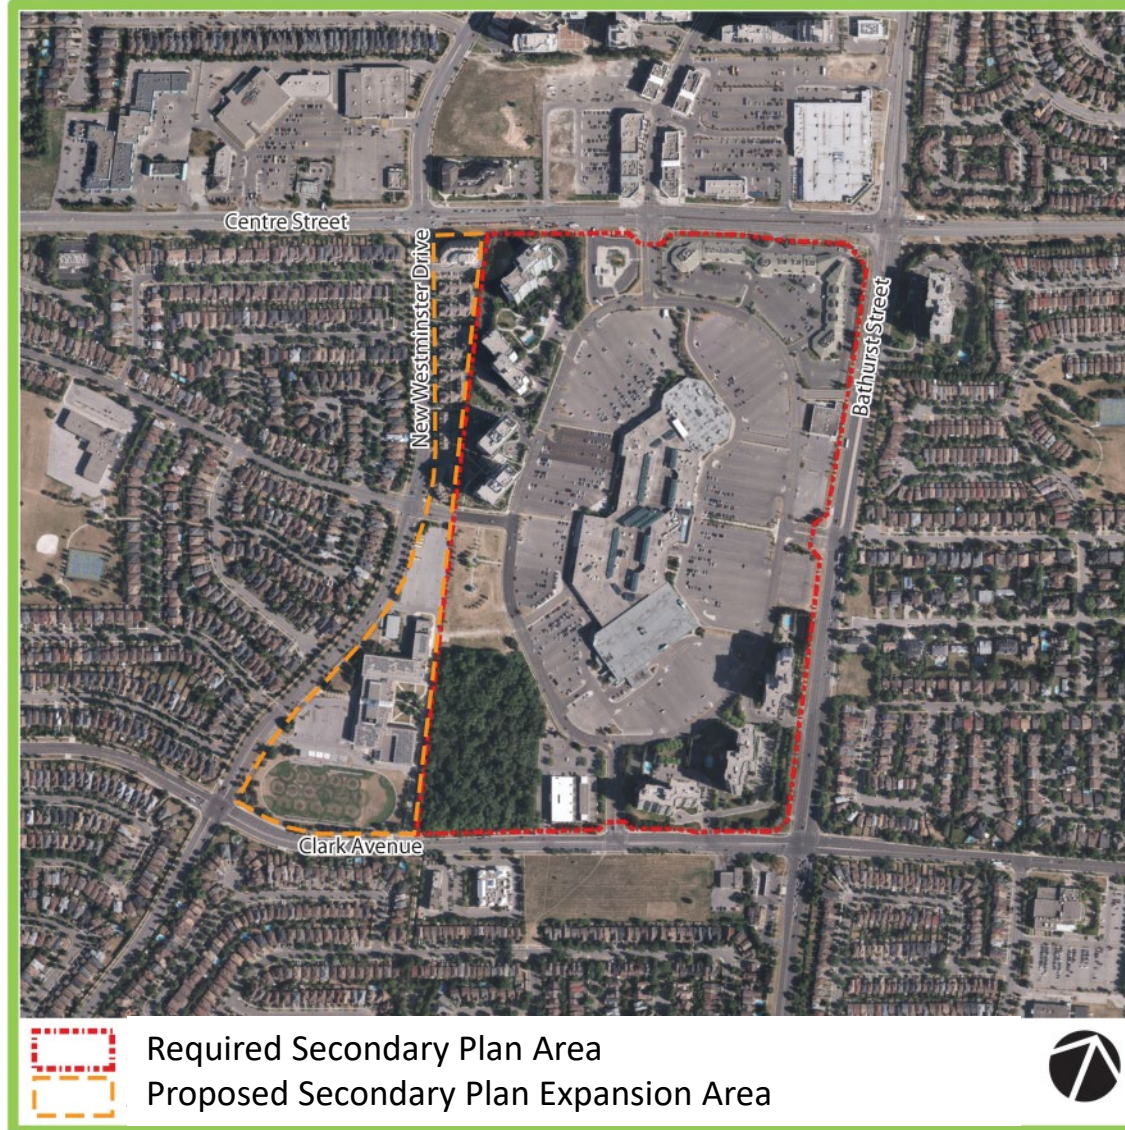 Centre Street
New Westminster Drive
Bathurst Street
Clark Avenue
Required Secondary Plan Area
Proposed Secondary Plan Expansion Area